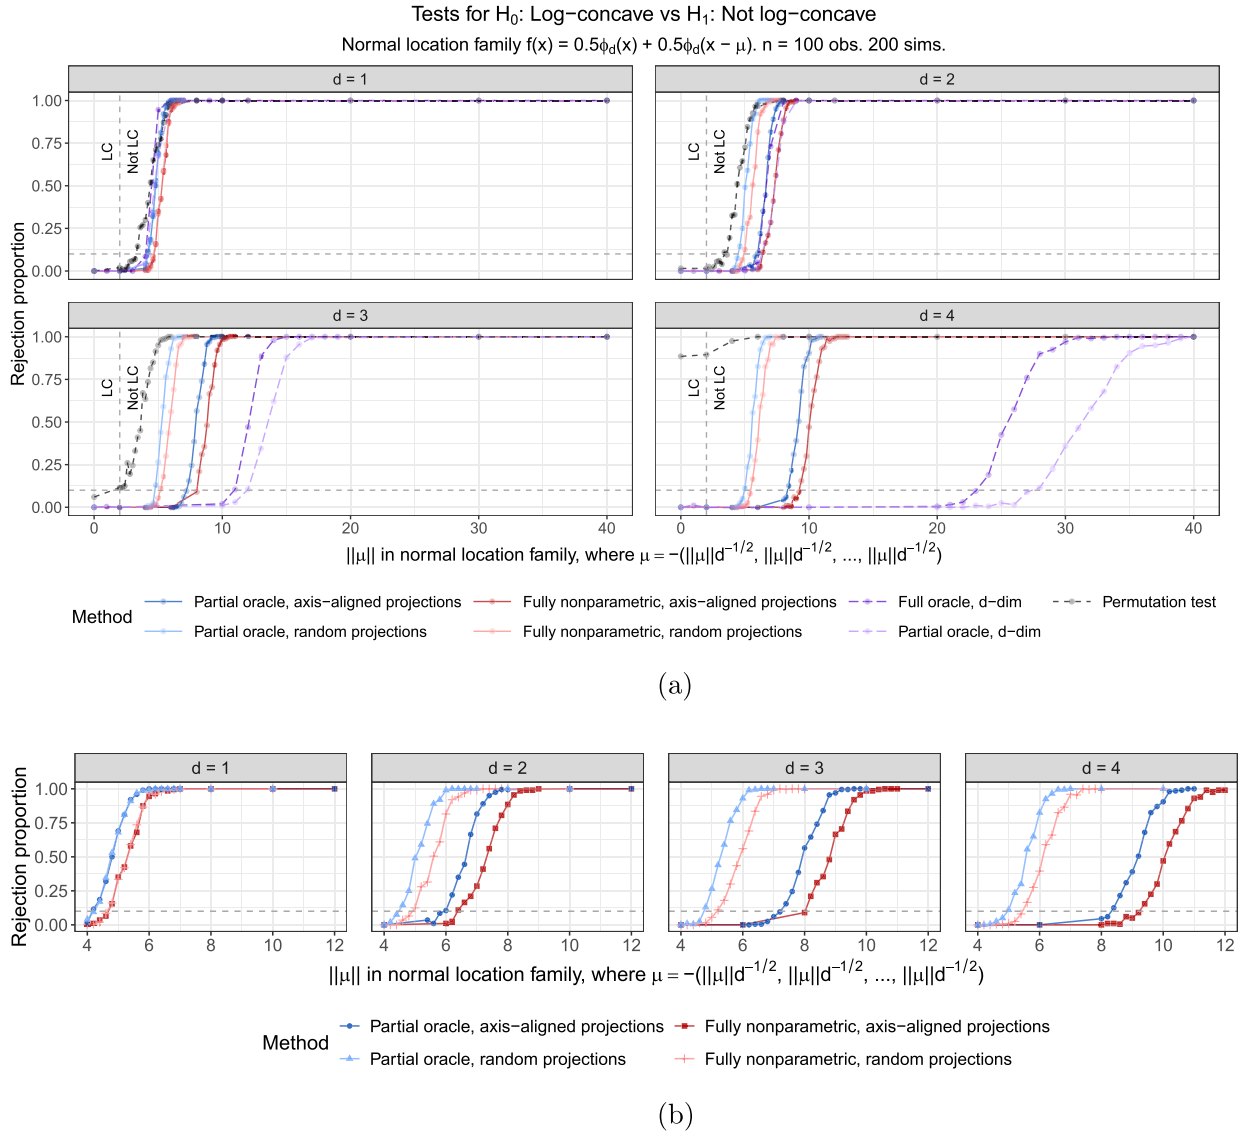 Tests for H₀: Log−concave vs H₁: Not log−concave
Normal location family f(x) = 0.5ϕd(x) + 0.5ϕd(x − μ). n = 100 obs. 200 sims.
d = 1
d = 2
Rejection proportion
1.00
0.75
0.50
0.25
0.00
LC
Not LC
LC
Not LC
d = 3
d = 4
1.00
0.75
0.50
0.25
0.00
LC
Not LC
LC
Not LC
0 10 20 30 40
0 10 20 30 40
||μ|| in normal location family, where μ = −(||μ||d^−1/2, ||μ||d^−1/2, ..., ||μ||d^−1/2)
Method
Partial oracle, axis−aligned projections
Fully nonparametric, axis−aligned projections
Full oracle, d−dim
Permutation test
Partial oracle, random projections
Fully nonparametric, random projections
Partial oracle, d−dim
(a)
d = 1
d = 2
d = 3
d = 4
Rejection proportion
1.00
0.75
0.50
0.25
0.00
4 6 8 10 12
4 6 8 10 12
4 6 8 10 12
4 6 8 10 12
||μ|| in normal location family, where μ = −(||μ||d^−1/2, ||μ||d^−1/2, ..., ||μ||d^−1/2)
Method
Partial oracle, axis−aligned projections
Fully nonparametric, axis−aligned projections
Partial oracle, random projections
Fully nonparametric, random projections
(b)